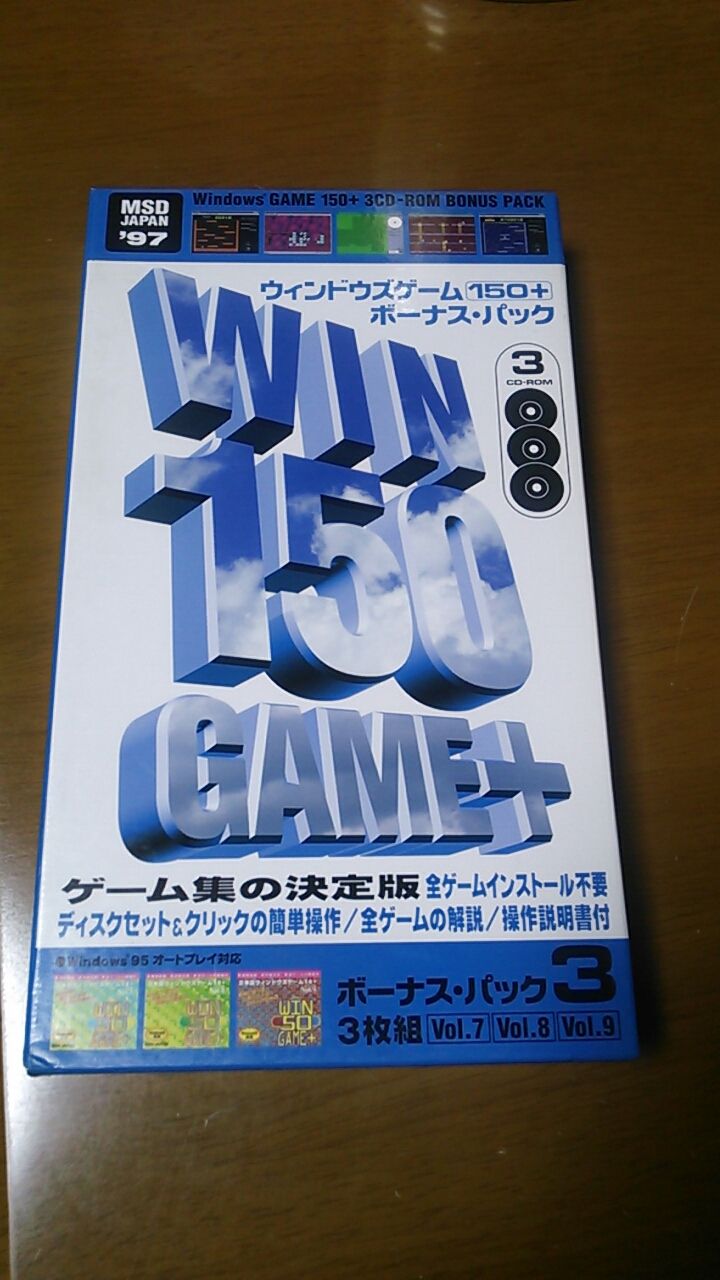 MSD
JAPAN
'97
Windows GAME 150+ 3CD-ROM BONUS PACK
ウィンドウズゲーム 150+
ボーナス・パック
3
CD-ROM
WIN
150
GAME+
ゲーム集の決定版 全ゲームインストール不要
ディスクセット&クリックの簡単操作/全ゲームの解説/操作説明書付
Windows 95 オートプレイ対応
WIN
50
GAME+
ボーナス・パック3
3枚組 Vol.7 Vol.8 Vol.9